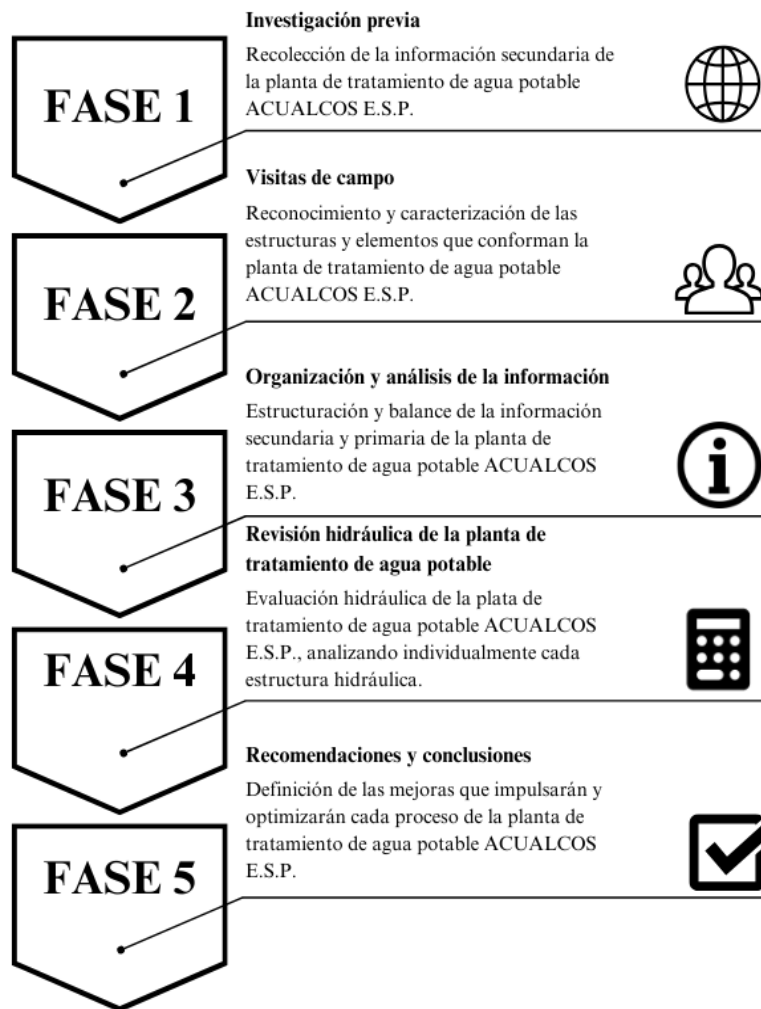 FASE 1
Investigación previa
Recolección de la información secundaria de
la planta de tratamiento de agua potable
ACUALCOS E.S.P.
FASE 2
Visitas de campo
Reconocimiento y caracterización de las
estructuras y elementos que conforman la
planta de tratamiento de agua potable
ACUALCOS E.S.P.
FASE 3
Organización y análisis de la información
Estructuración y balance de la información
secundaria y primaria de la planta de
tratamiento de agua potable ACUALCOS
E.S.P.
FASE 4
Revisión hidráulica de la planta de
tratamiento de agua potable
Evaluación hidráulica de la plata de
tratamiento de agua potable ACUALCOS
E.S.P., analizando individualmente cada
estructura hidráulica.
FASE 5
Recomendaciones y conclusiones
Definición de las mejoras que impulsarán y
optimizarán cada proceso de la planta de
tratamiento de agua potable ACUALCOS
E.S.P.